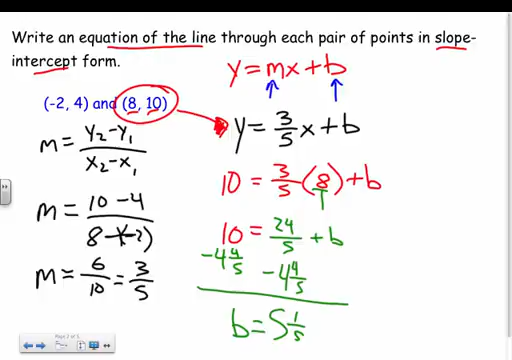 Write an equation of the line through each pair of points in slope-
intercept form.
y = mx + b
(-2, 4) and (8, 10)
y = 3/5 x + b
m = y₂-y₁ / x₂-x₁
10 = 3/5 (8) + b
m = 10-4 / 8-(-2)
10 = 24/5 + b
-4 4/5 -4 4/5
m = 6/10 = 3/5
b = 5 1/5